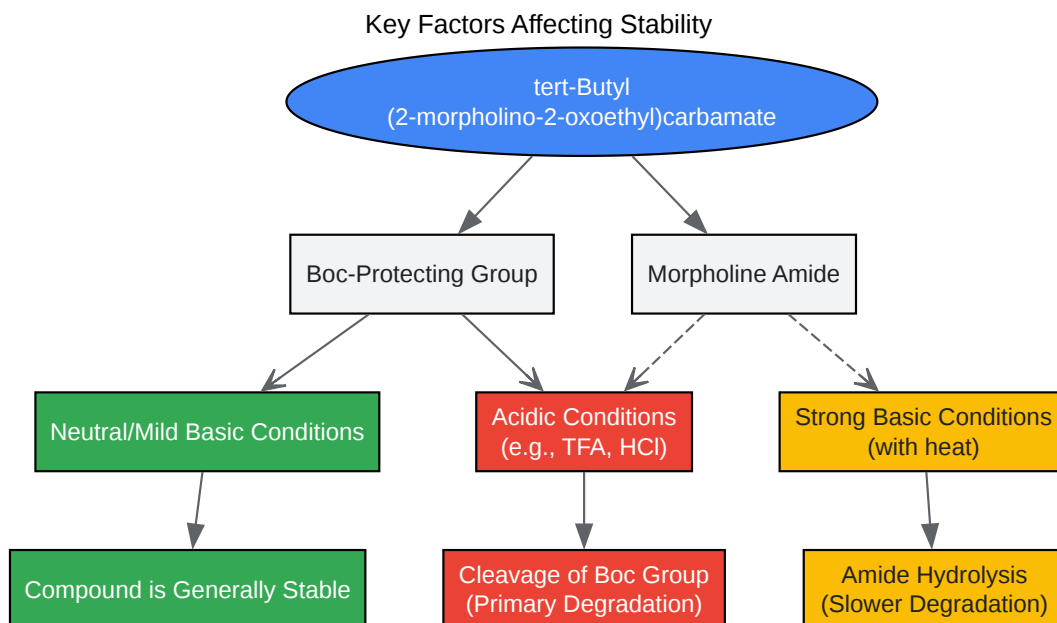 Key Factors Affecting Stability
tert-Butyl
(2-morpholino-2-oxoethyl)carbamate
Boc-Protecting Group
Morpholine Amide
Neutral/Mild Basic Conditions
Acidic Conditions
(e.g., TFA, HCl)
Strong Basic Conditions
(with heat)
Compound is Generally Stable
Cleavage of Boc Group
(Primary Degradation)
Amide Hydrolysis
(Slower Degradation)